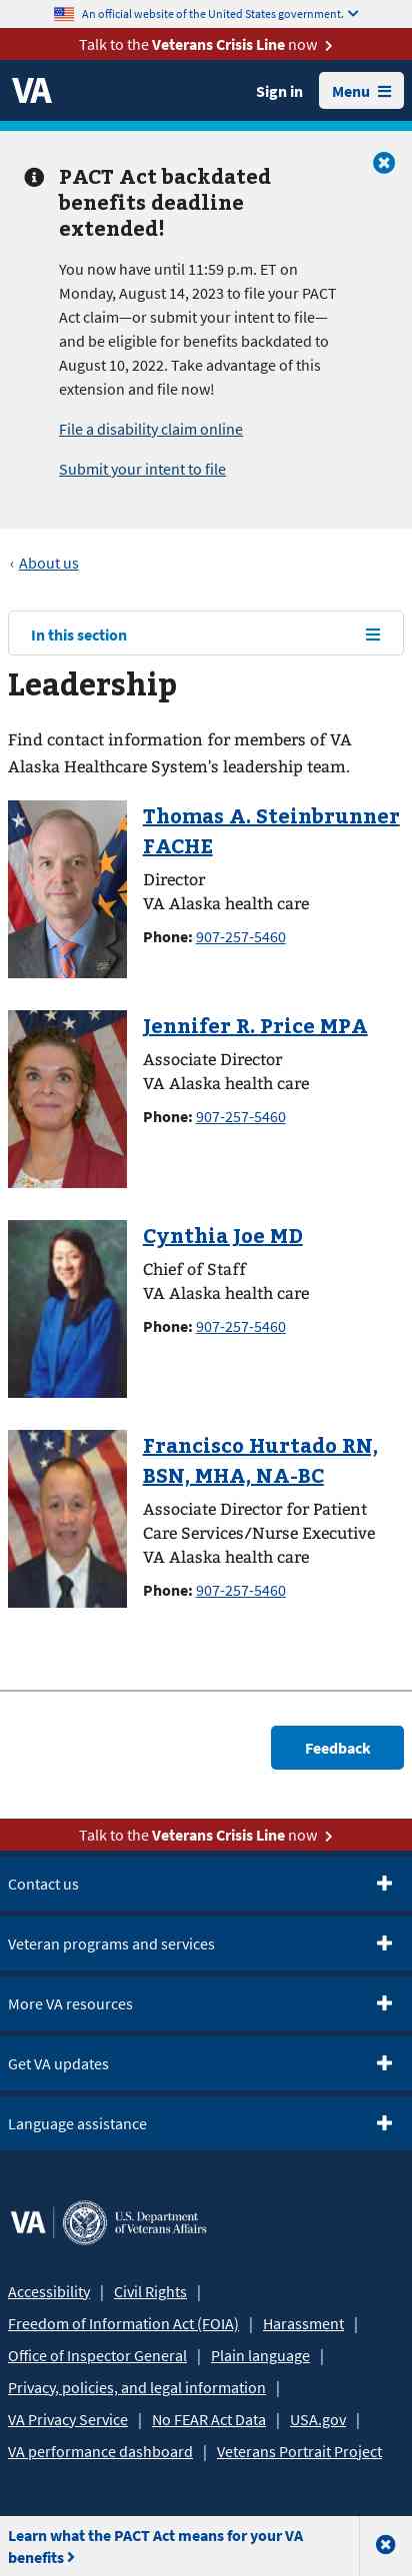 An official website of the United States government.
Talk to the Veterans Crisis Line now
VA
Sign in
Menu
PACT Act backdated
benefits deadline
extended!
You now have until 11:59 p.m. ET on
Monday, August 14, 2023 to file your PACT
Act claim—or submit your intent to file—
and be eligible for benefits backdated to
August 10, 2022. Take advantage of this
extension and file now!
File a disability claim online
Submit your intent to file
‹ About us
In this section
Leadership
Find contact information for members of VA
Alaska Healthcare System's leadership team.
Thomas A. Steinbrunner
FACHE
Director
VA Alaska health care
Phone: 907-257-5460
Jennifer R. Price MPA
Associate Director
VA Alaska health care
Phone: 907-257-5460
Cynthia Joe MD
Chief of Staff
VA Alaska health care
Phone: 907-257-5460
Francisco Hurtado RN,
BSN, MHA, NA-BC
Associate Director for Patient
Care Services/Nurse Executive
VA Alaska health care
Phone: 907-257-5460
Feedback
Talk to the Veterans Crisis Line now
Contact us
Veteran programs and services
More VA resources
Get VA updates
Language assistance
VA | U.S. Department
of Veterans Affairs
Accessibility | Civil Rights |
Freedom of Information Act (FOIA) | Harassment |
Office of Inspector General | Plain language |
Privacy, policies, and legal information |
VA Privacy Service | No FEAR Act Data | USA.gov |
VA performance dashboard | Veterans Portrait Project
Learn what the PACT Act means for your VA
benefits